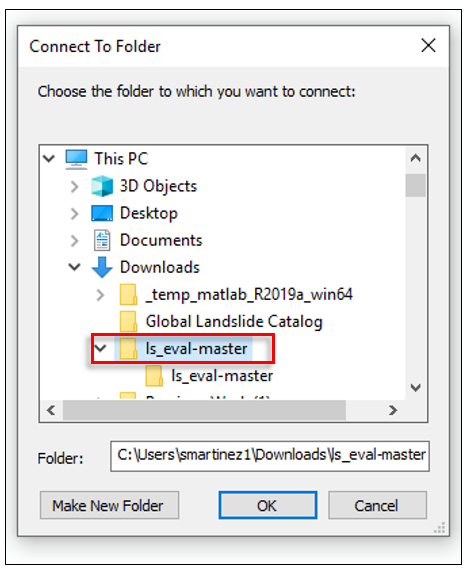 Connect To Folder
Choose the folder to which you want to connect:
This PC
3D Objects
Desktop
Documents
Downloads
_temp_matlab_R2019a_win64
Global Landslide Catalog
ls_eval-master
ls_eval-master
Folder: C:\Users\smartinez1\Downloads\ls_eval-master
Make New Folder OK Cancel